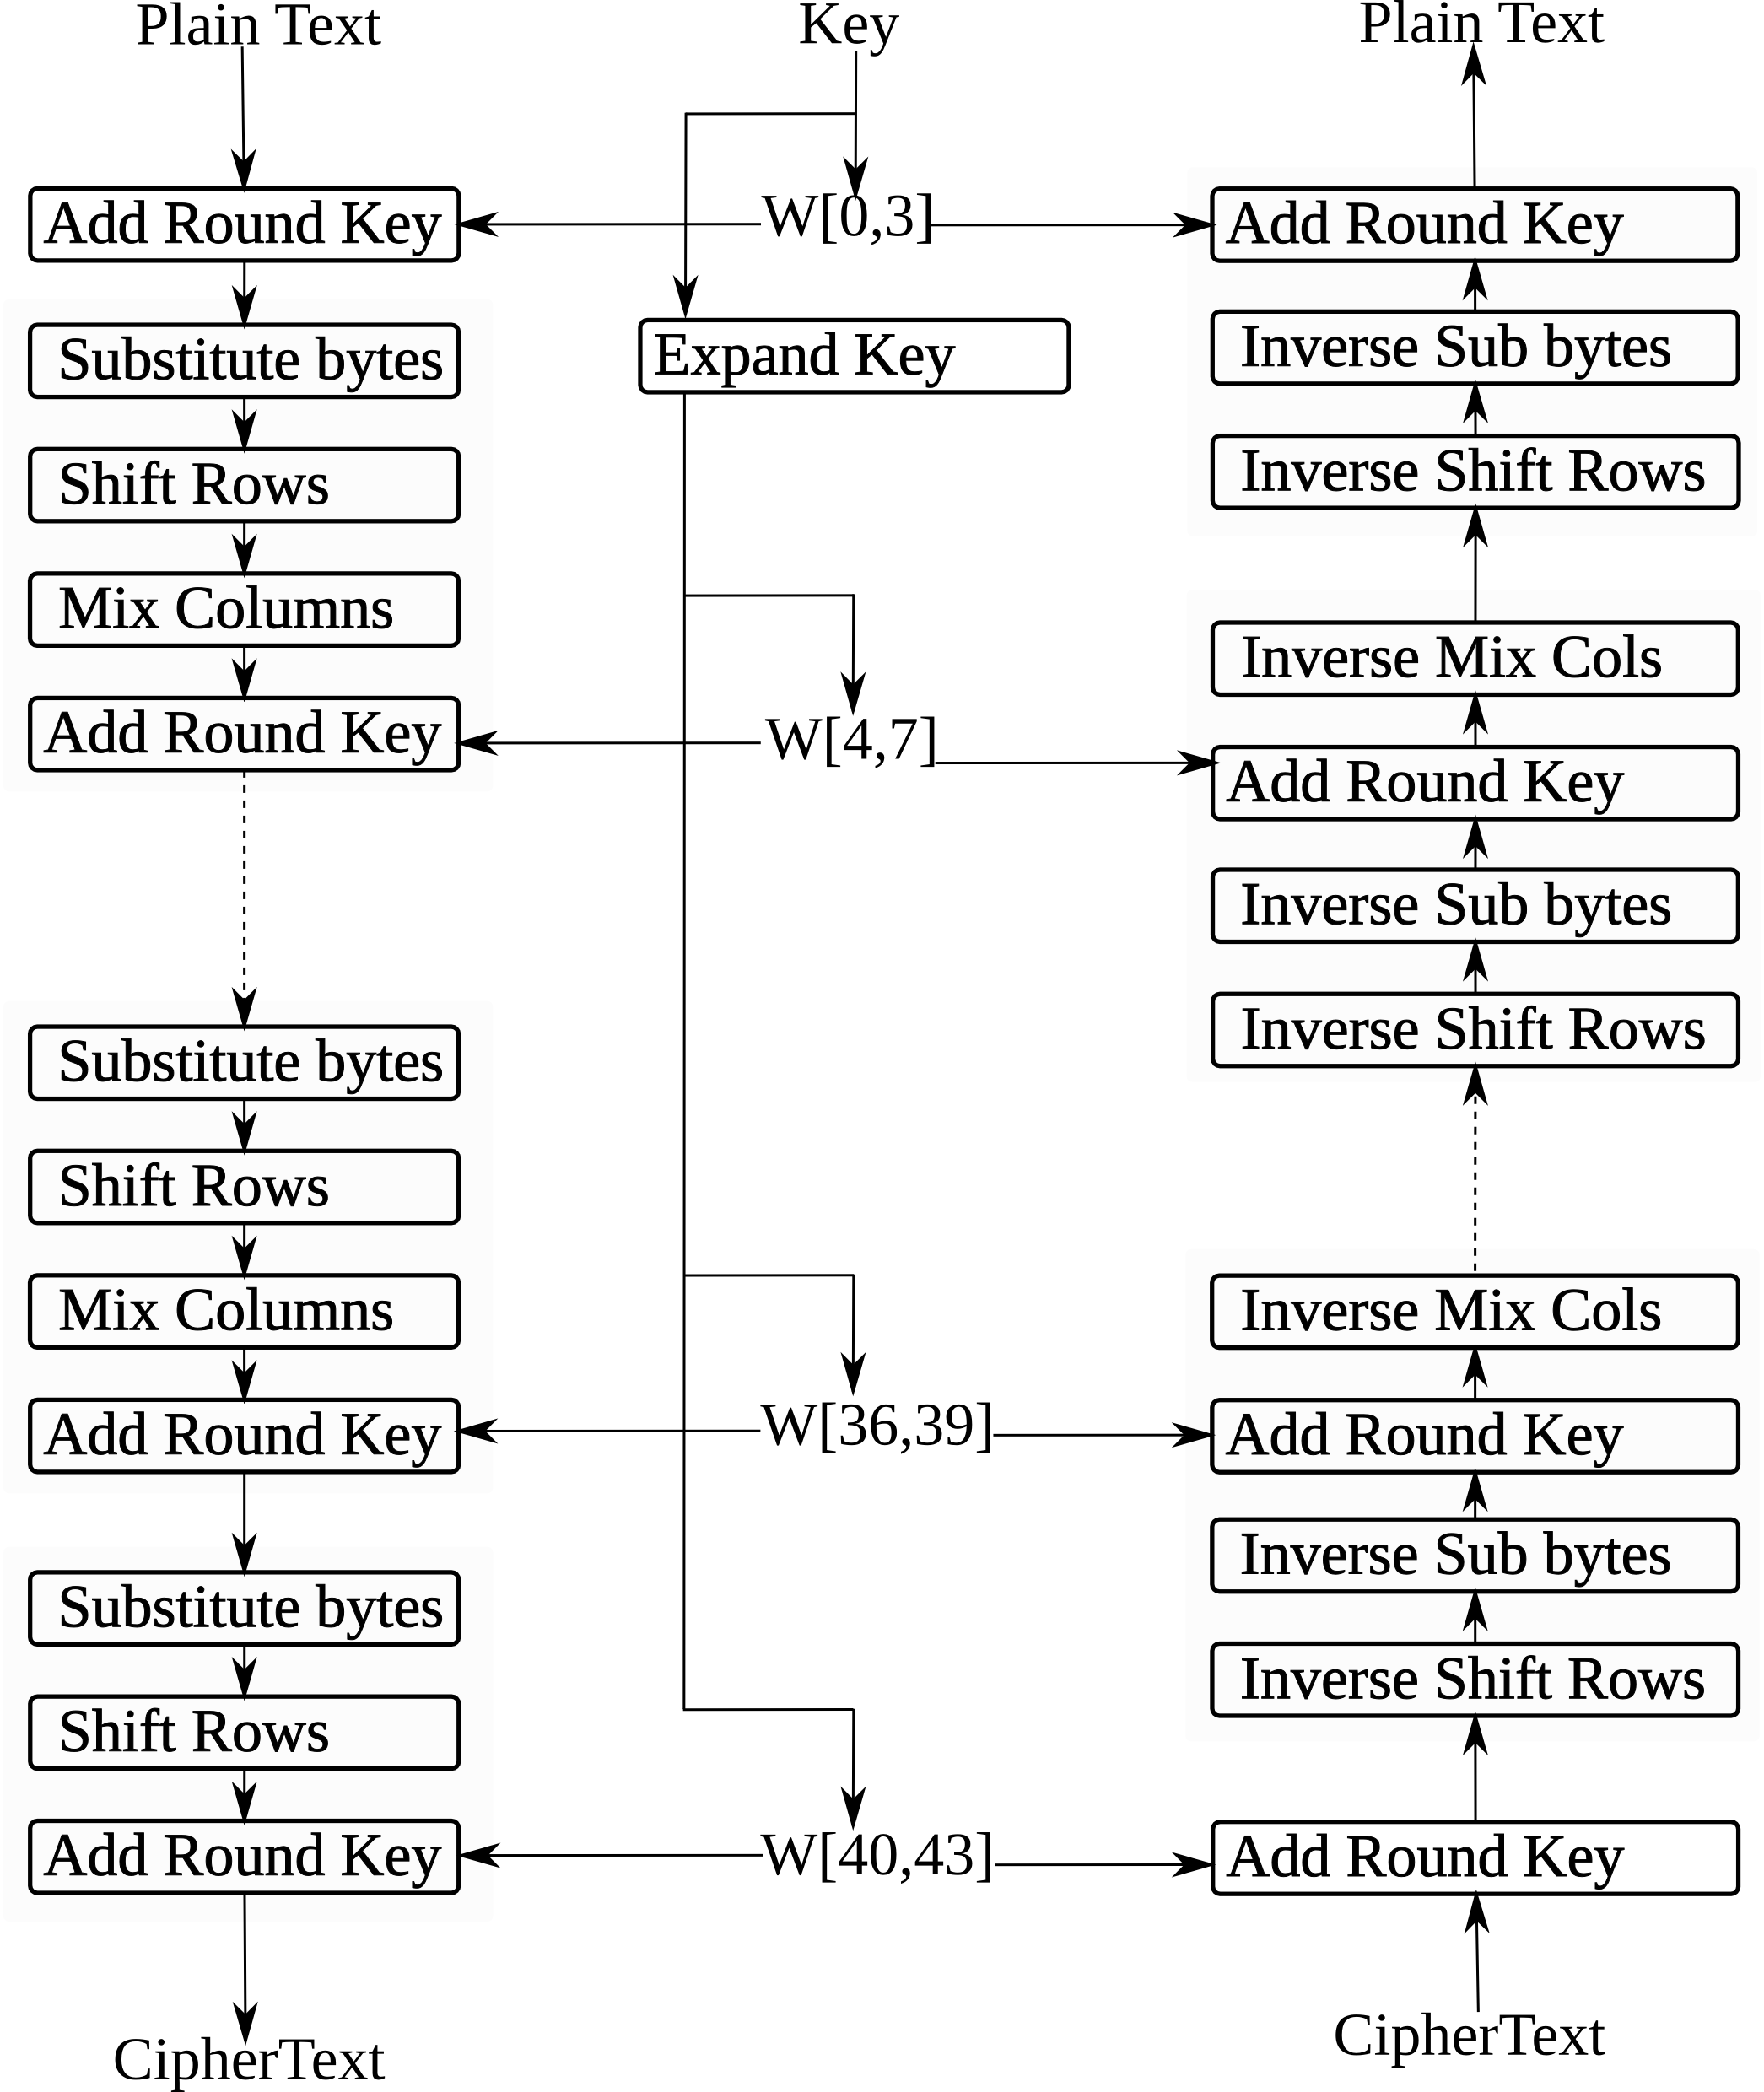 Plain Text
Add Round Key
Substitute bytes
Shift Rows
Mix Columns
Add Round Key
Substitute bytes
Shift Rows
Mix Columns
Add Round Key
Substitute bytes
Shift Rows
Add Round Key
CipherText
Key
W[0,3]
Expand Key
W[4,7]
W[36,39]
W[40,43]
Plain Text
Add Round Key
Inverse Sub bytes
Inverse Shift Rows
Inverse Mix Cols
Add Round Key
Inverse Sub bytes
Inverse Shift Rows
Inverse Mix Cols
Add Round Key
Inverse Sub bytes
Inverse Shift Rows
Add Round Key
CipherText